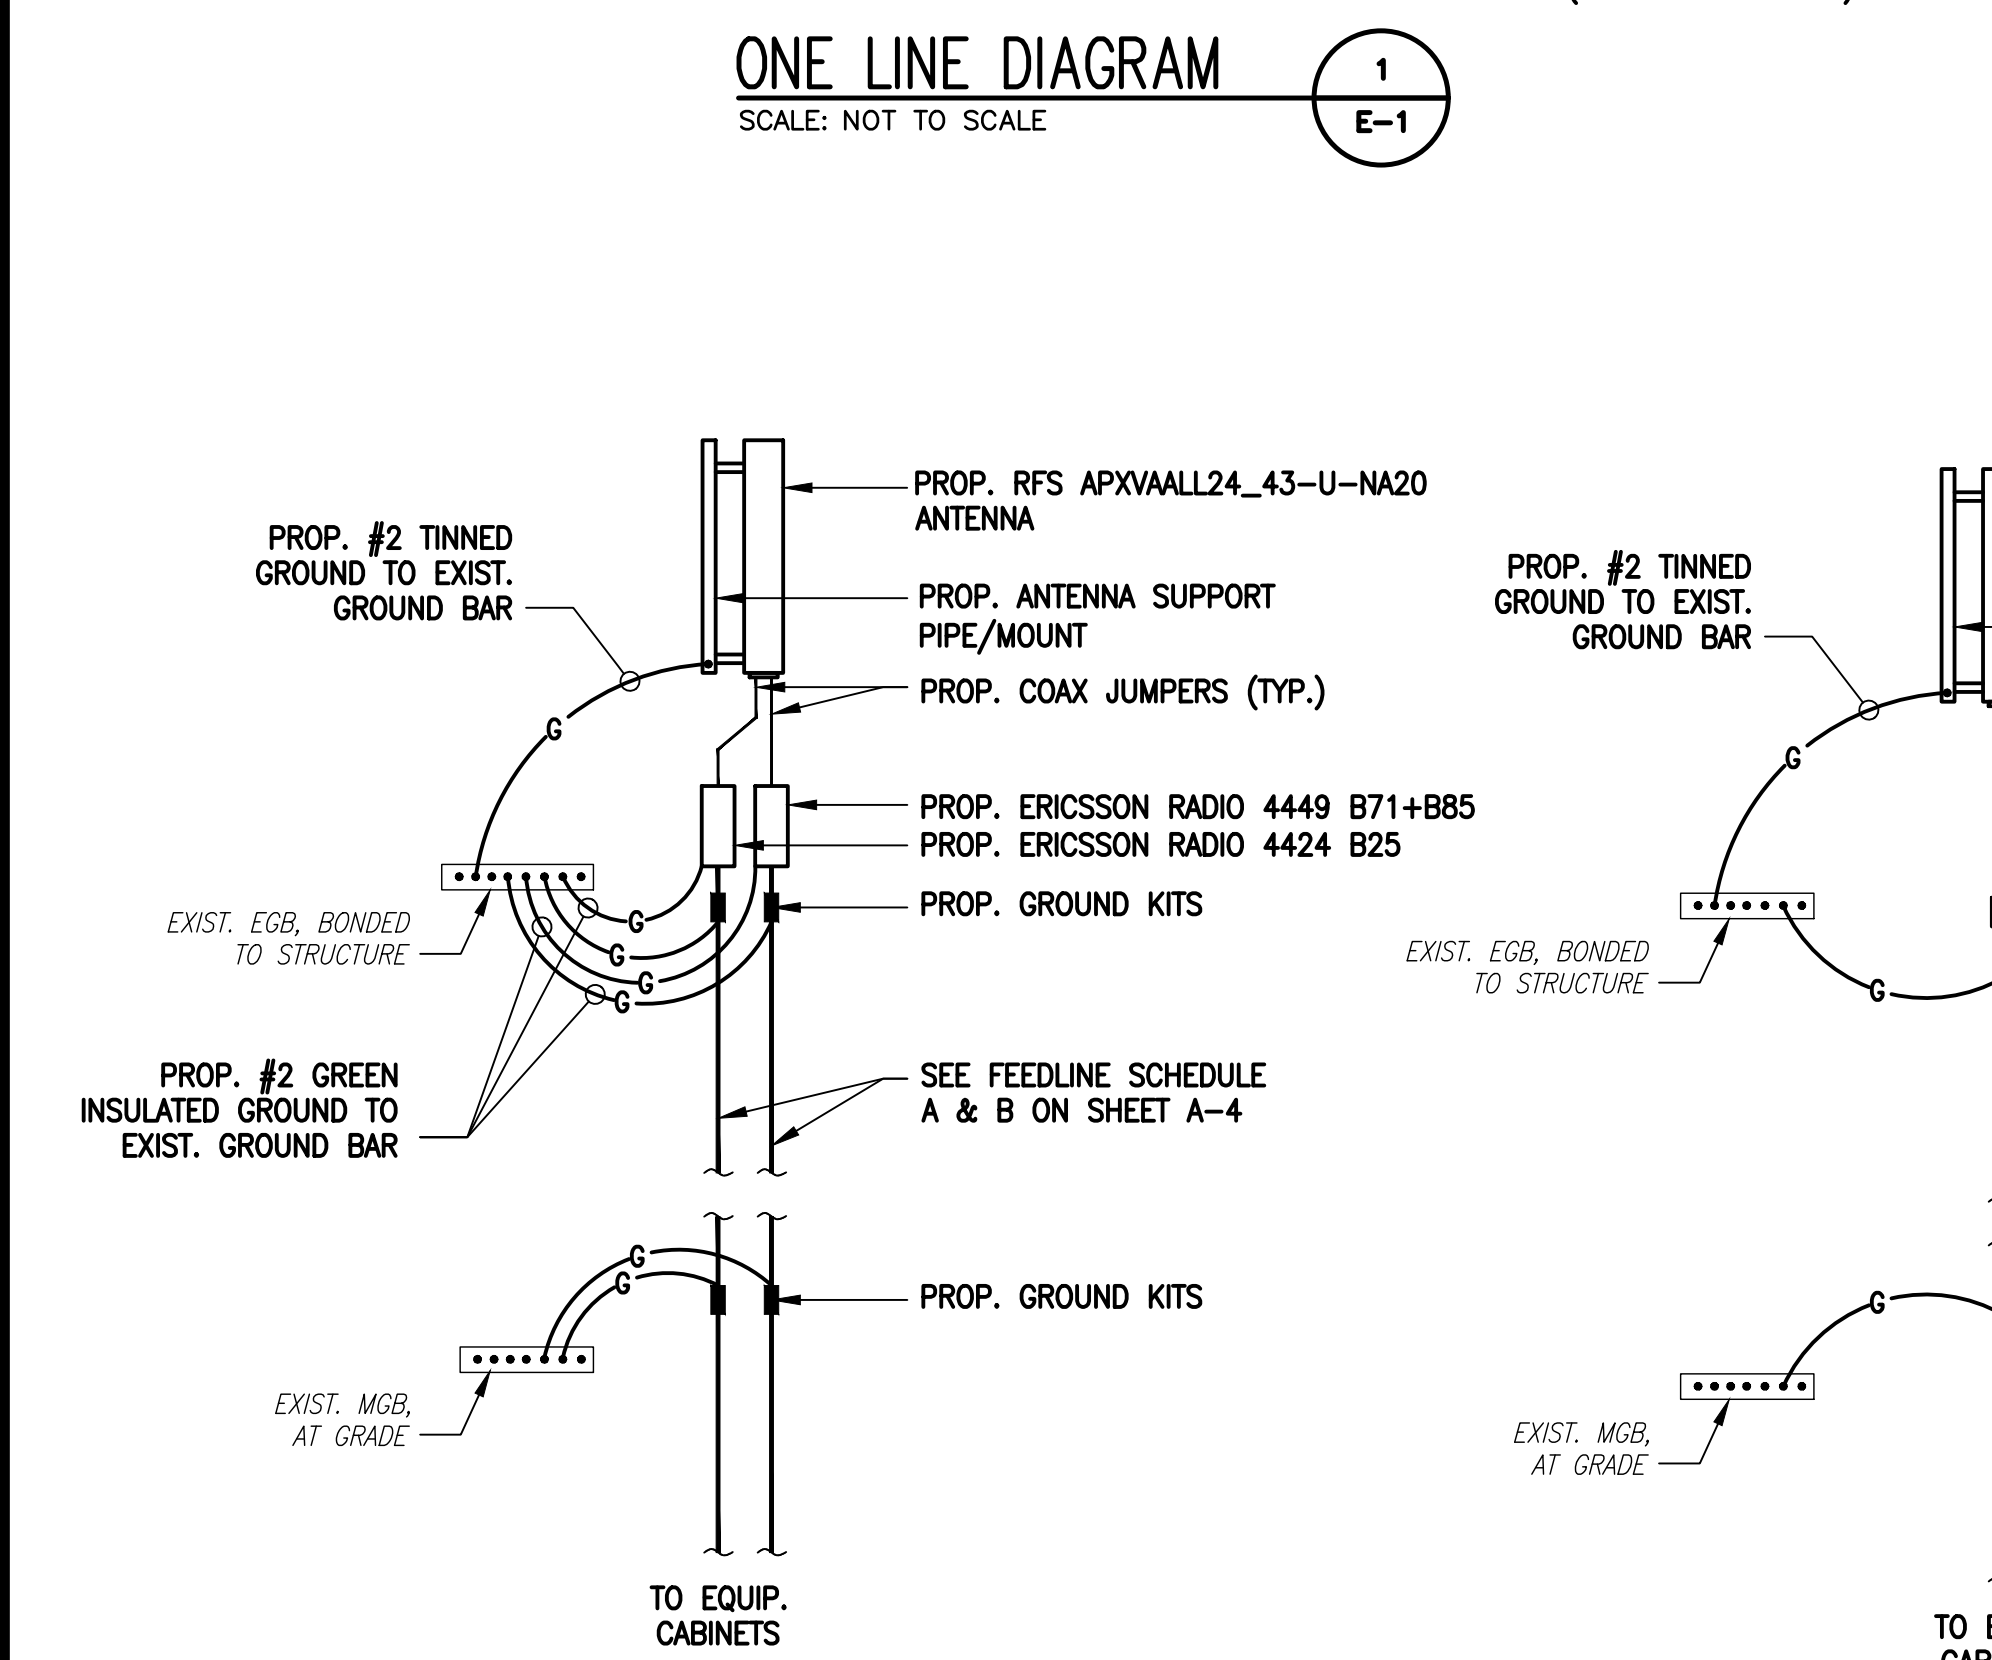 ONE LINE DIAGRAM
SCALE: NOT TO SCALE
1
E-1
PROP. #2 TINNED
GROUND TO EXIST.
GROUND BAR
PROP. RFS APXVAALL24_43-U-NA20
ANTENNA
PROP. ANTENNA SUPPORT
PIPE/MOUNT
PROP. COAX JUMPERS (TYP.)
G
PROP. ERICSSON RADIO 4449 B71+B85
PROP. ERICSSON RADIO 4424 B25
PROP. GROUND KITS
EXIST. EGB, BONDED
TO STRUCTURE
G
G
G
G
PROP. #2 GREEN
INSULATED GROUND TO
EXIST. GROUND BAR
SEE FEEDLINE SCHEDULE
A & B ON SHEET A-4
G
G
PROP. GROUND KITS
EXIST. MGB,
AT GRADE
TO EQUIP.
CABINETS
PROP. #2 TINNED
GROUND TO EXIST.
GROUND BAR
G
EXIST. EGB, BONDED
TO STRUCTURE
G
G
EXIST. MGB,
AT GRADE
TO